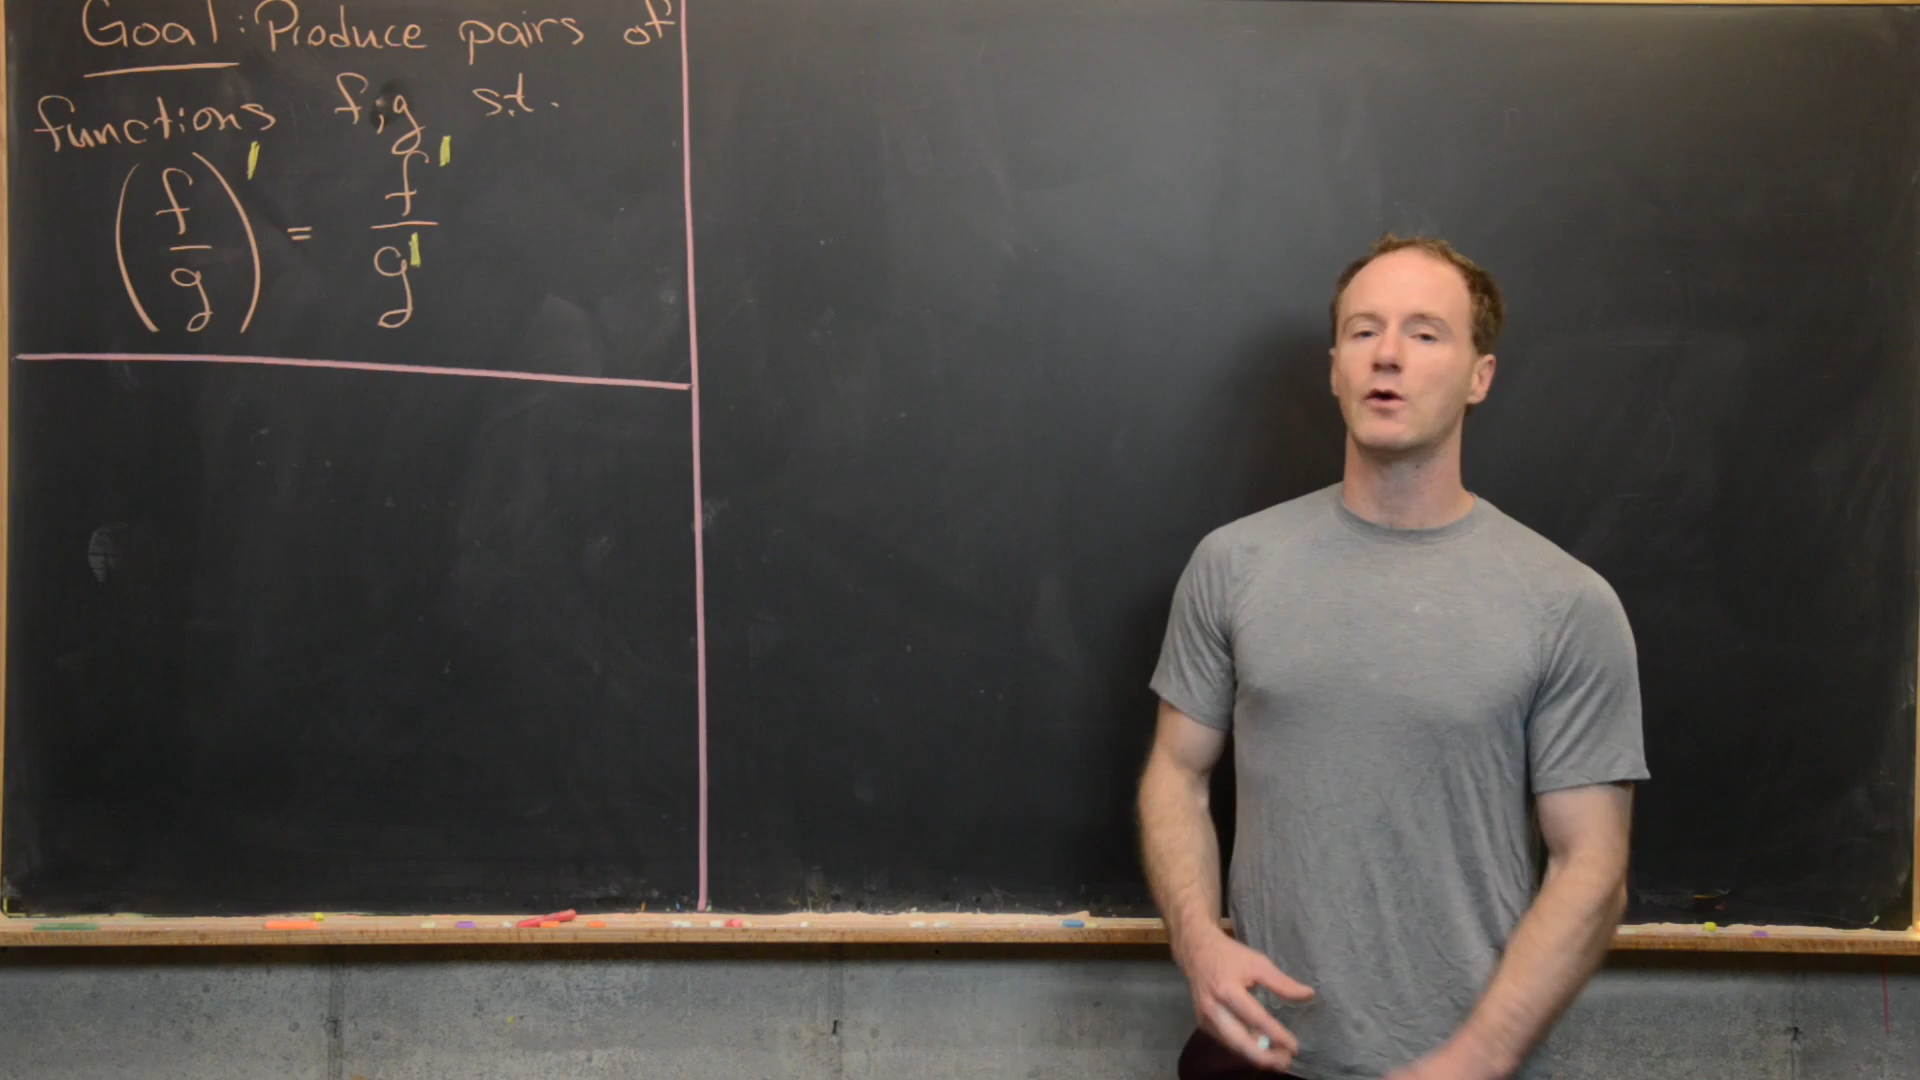 Goal: Produce pairs of
functions f, g s.t.
(f/g)' = f'/g'